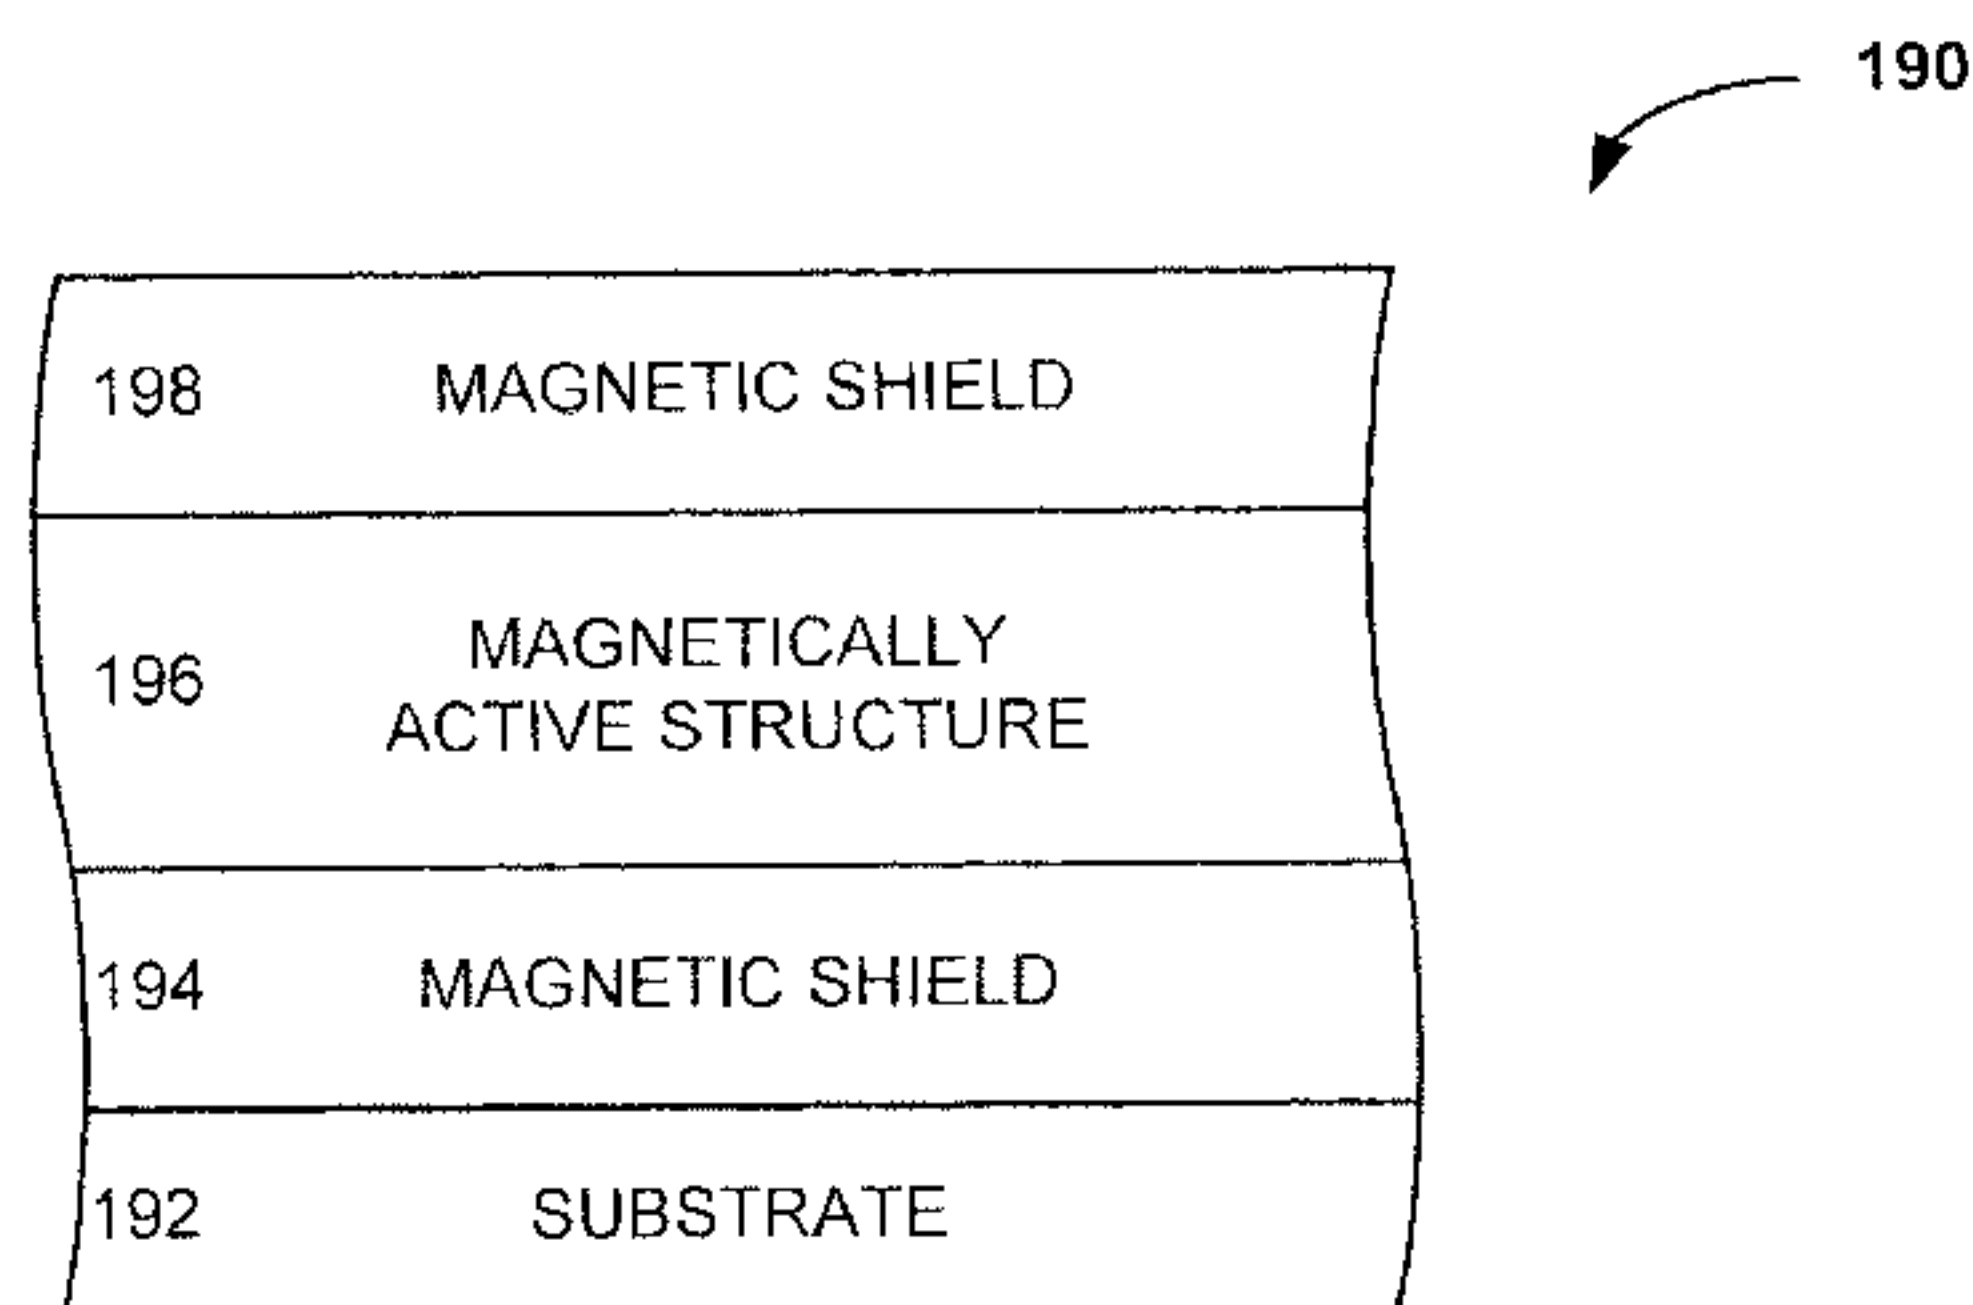 190
198 MAGNETIC SHIELD
196 MAGNETICALLY
ACTIVE STRUCTURE
194 MAGNETIC SHIELD
192 SUBSTRATE